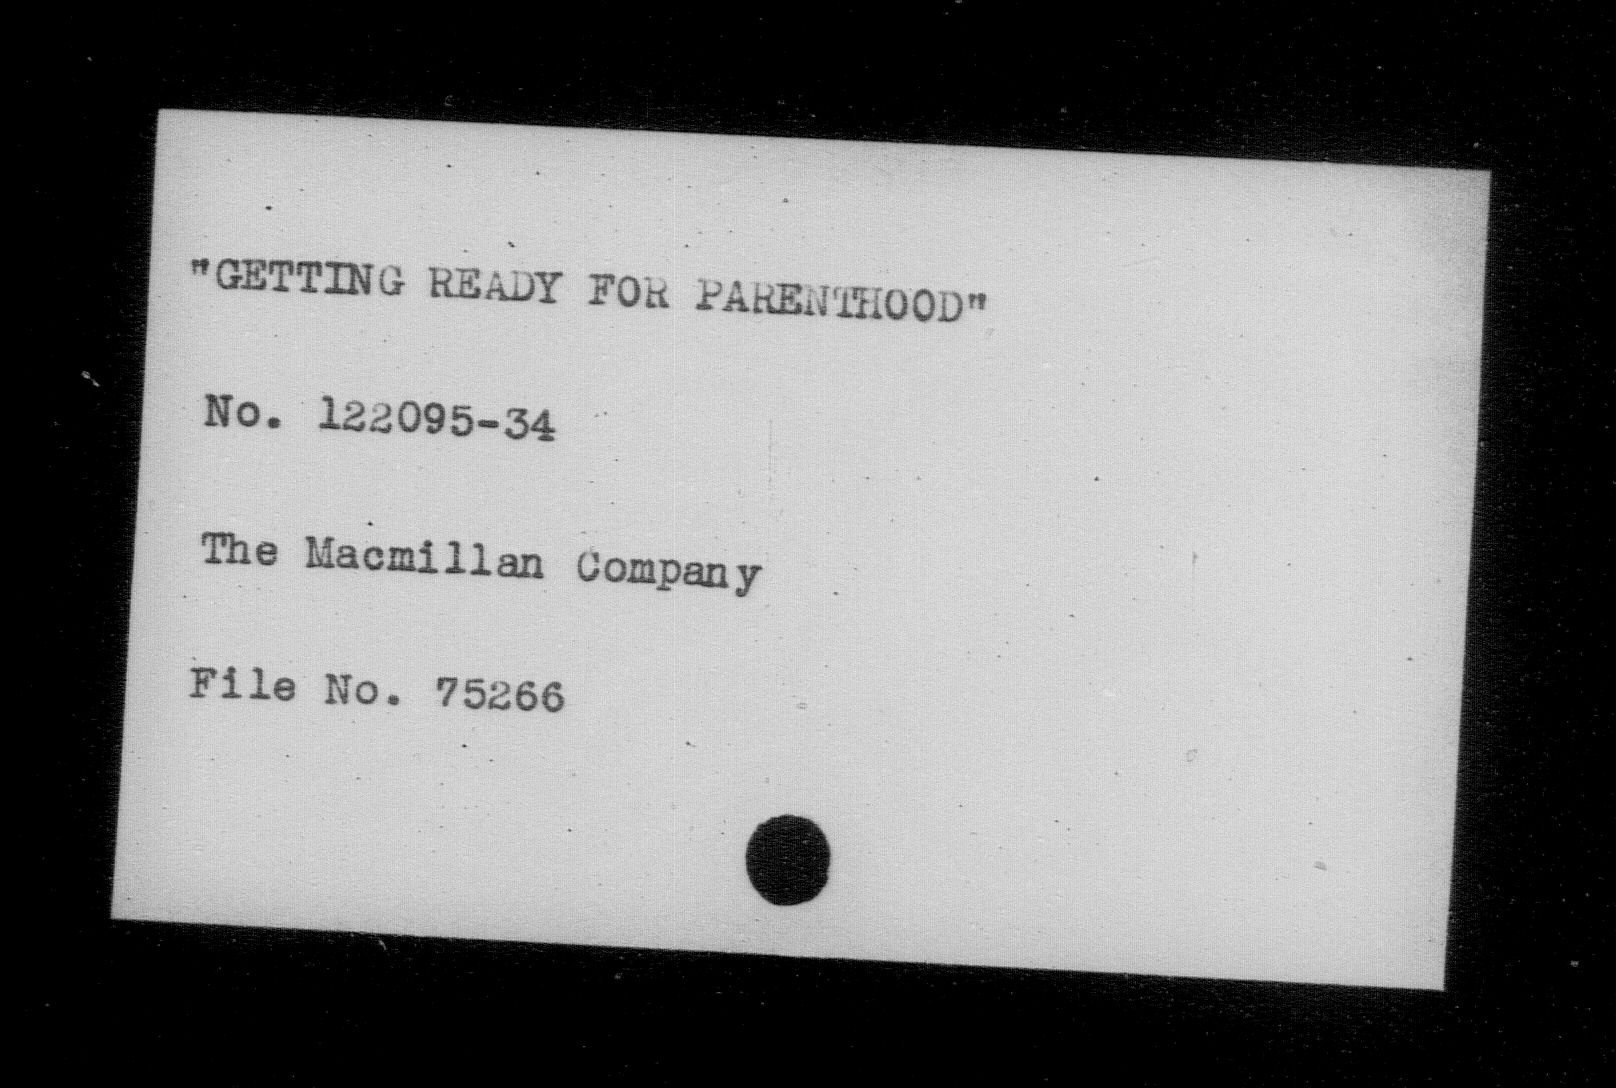 "GETTING READY FOR PARENTHOOD"
No. 122095-34
The Macmillan Company
File No. 75266